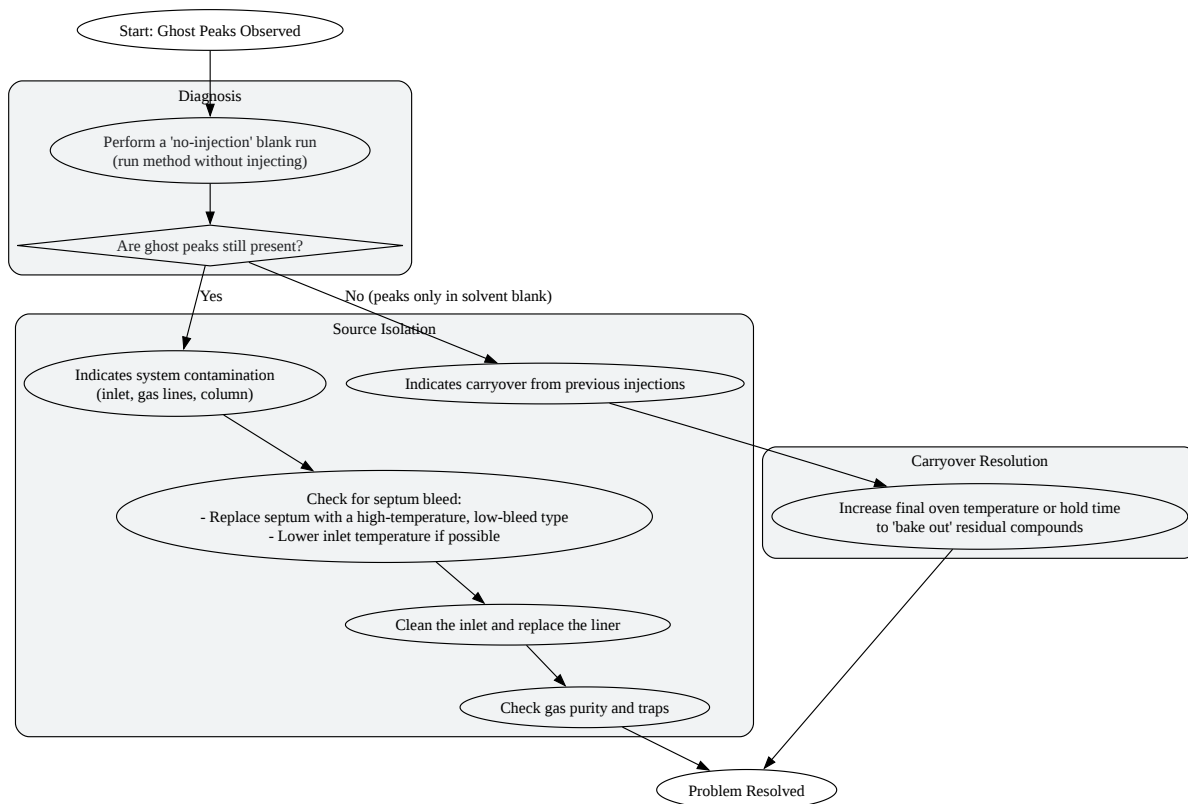 Start: Ghost Peaks Observed
Diagnosis
Perform a 'no-injection' blank run
(run method without injecting)
Are ghost peaks still present?
Yes
No (peaks only in solvent blank)
Source Isolation
Indicates system contamination
(inlet, gas lines, column)
Indicates carryover from previous injections
Check for septum bleed:
- Replace septum with a high-temperature, low-bleed type
- Lower inlet temperature if possible
Clean the inlet and replace the liner
Check gas purity and traps
Carryover Resolution
Increase final oven temperature or hold time
to 'bake out' residual compounds
Problem Resolved